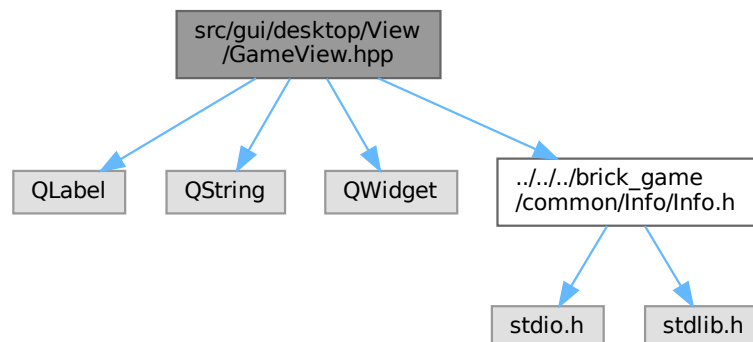 src/gui/desktop/View
/GameView.hpp
QLabel
QString
QWidget
../../../brick_game
/common/Info/Info.h
stdio.h
stdlib.h